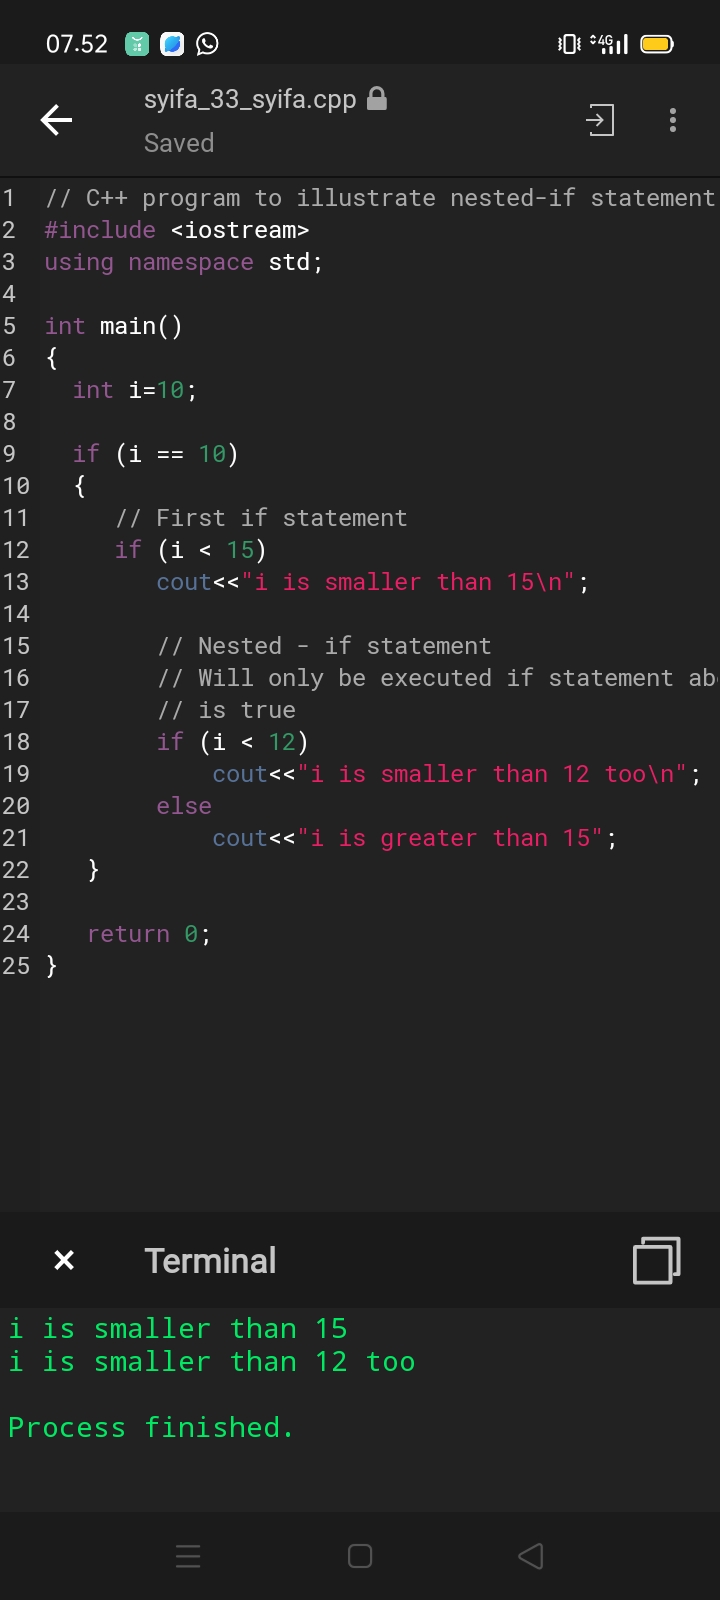 07.52 4G
syifa_33_syifa.cpp
Saved
1 // C++ program to illustrate nested-if statement
2 #include <iostream>
3 using namespace std;
4
5 int main()
6 {
7 int i=10;
8
9 if (i == 10)
10 {
11 // First if statement
12 if (i < 15)
13 cout<<"i is smaller than 15\n";
14
15 // Nested - if statement
16 // Will only be executed if statement
17 // is true
18 if (i < 12)
19 cout<<"i is smaller than 12 too\n";
20 else
21 cout<<"i is greater than 15";
22 }
23
24 return 0;
25 }
Terminal
i is smaller than 15
i is smaller than 12 too
Process finished.